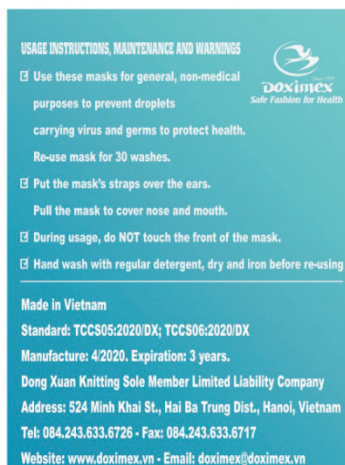 USAGE INSTRUCTIONS, MAINTENANCE AND WARNINGS
Since 1959
DOXIMEX
Safe Fashion for Health
Use these masks for general, non-medical
purposes to prevent droplets
carrying virus and germs to protect health.
Re-use mask for 30 washes.
Put the mask's straps over the ears.
Pull the mask to cover nose and mouth.
During usage, do NOT touch the front of the mask.
Hand wash with regular detergent, dry and iron before re-using
Made in Vietnam
Standard: TCCS05:2020/DX; TCCS06:2020/DX
Manufacture: 4/2020. Expiration: 3 years.
Dong Xuan Knitting Sole Member Limited Liability Company
Address: 524 Minh Khai St., Hai Ba Trung Dist., Hanoi, Vietnam
Tel: 084.243.633.6726 - Fax: 084.243.633.6717
Website: www.doximex.vn - Email: doximex@doximex.vn